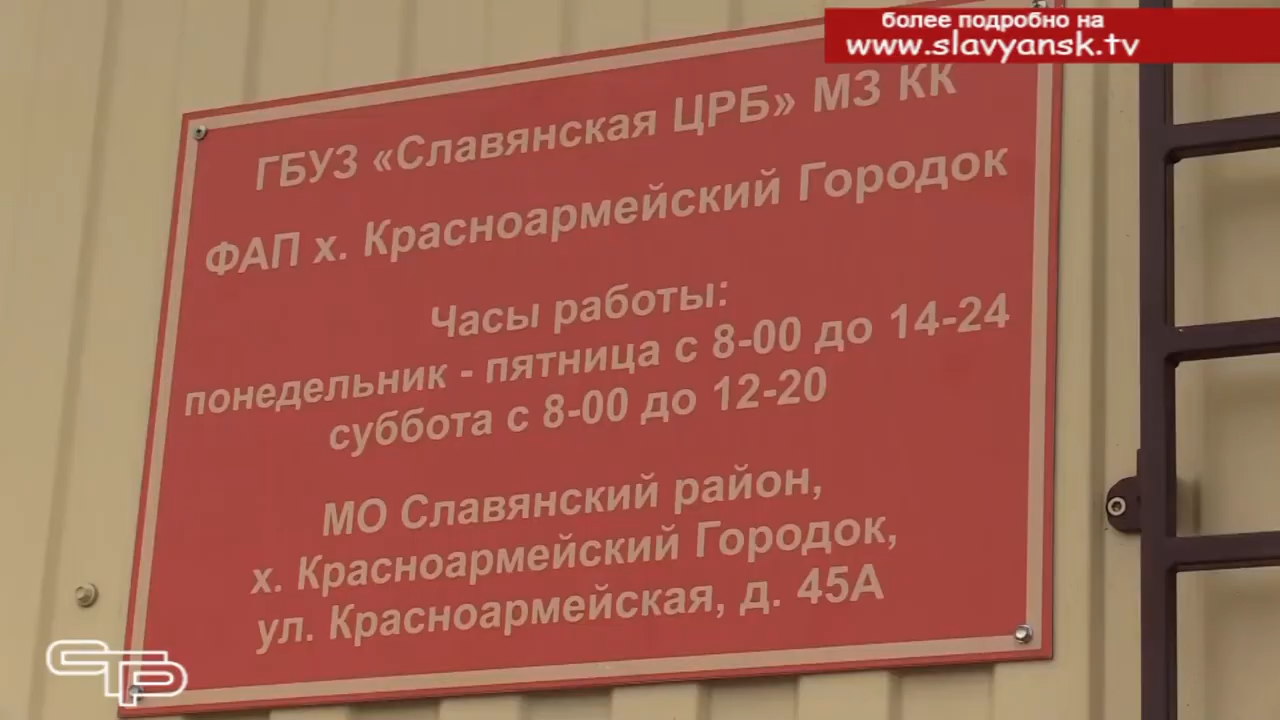 более подробно на
www.slavyansk.tv
ГБУЗ «Славянская ЦРБ» МЗ КК
ФАП х. Красноармейский Городок
Часы работы:
понедельник - пятница с 8-00 до 14-24
суббота с 8-00 до 12-20
МО Славянский район,
х. Красноармейский Городок,
ул. Красноармейская, д. 45А
СТР